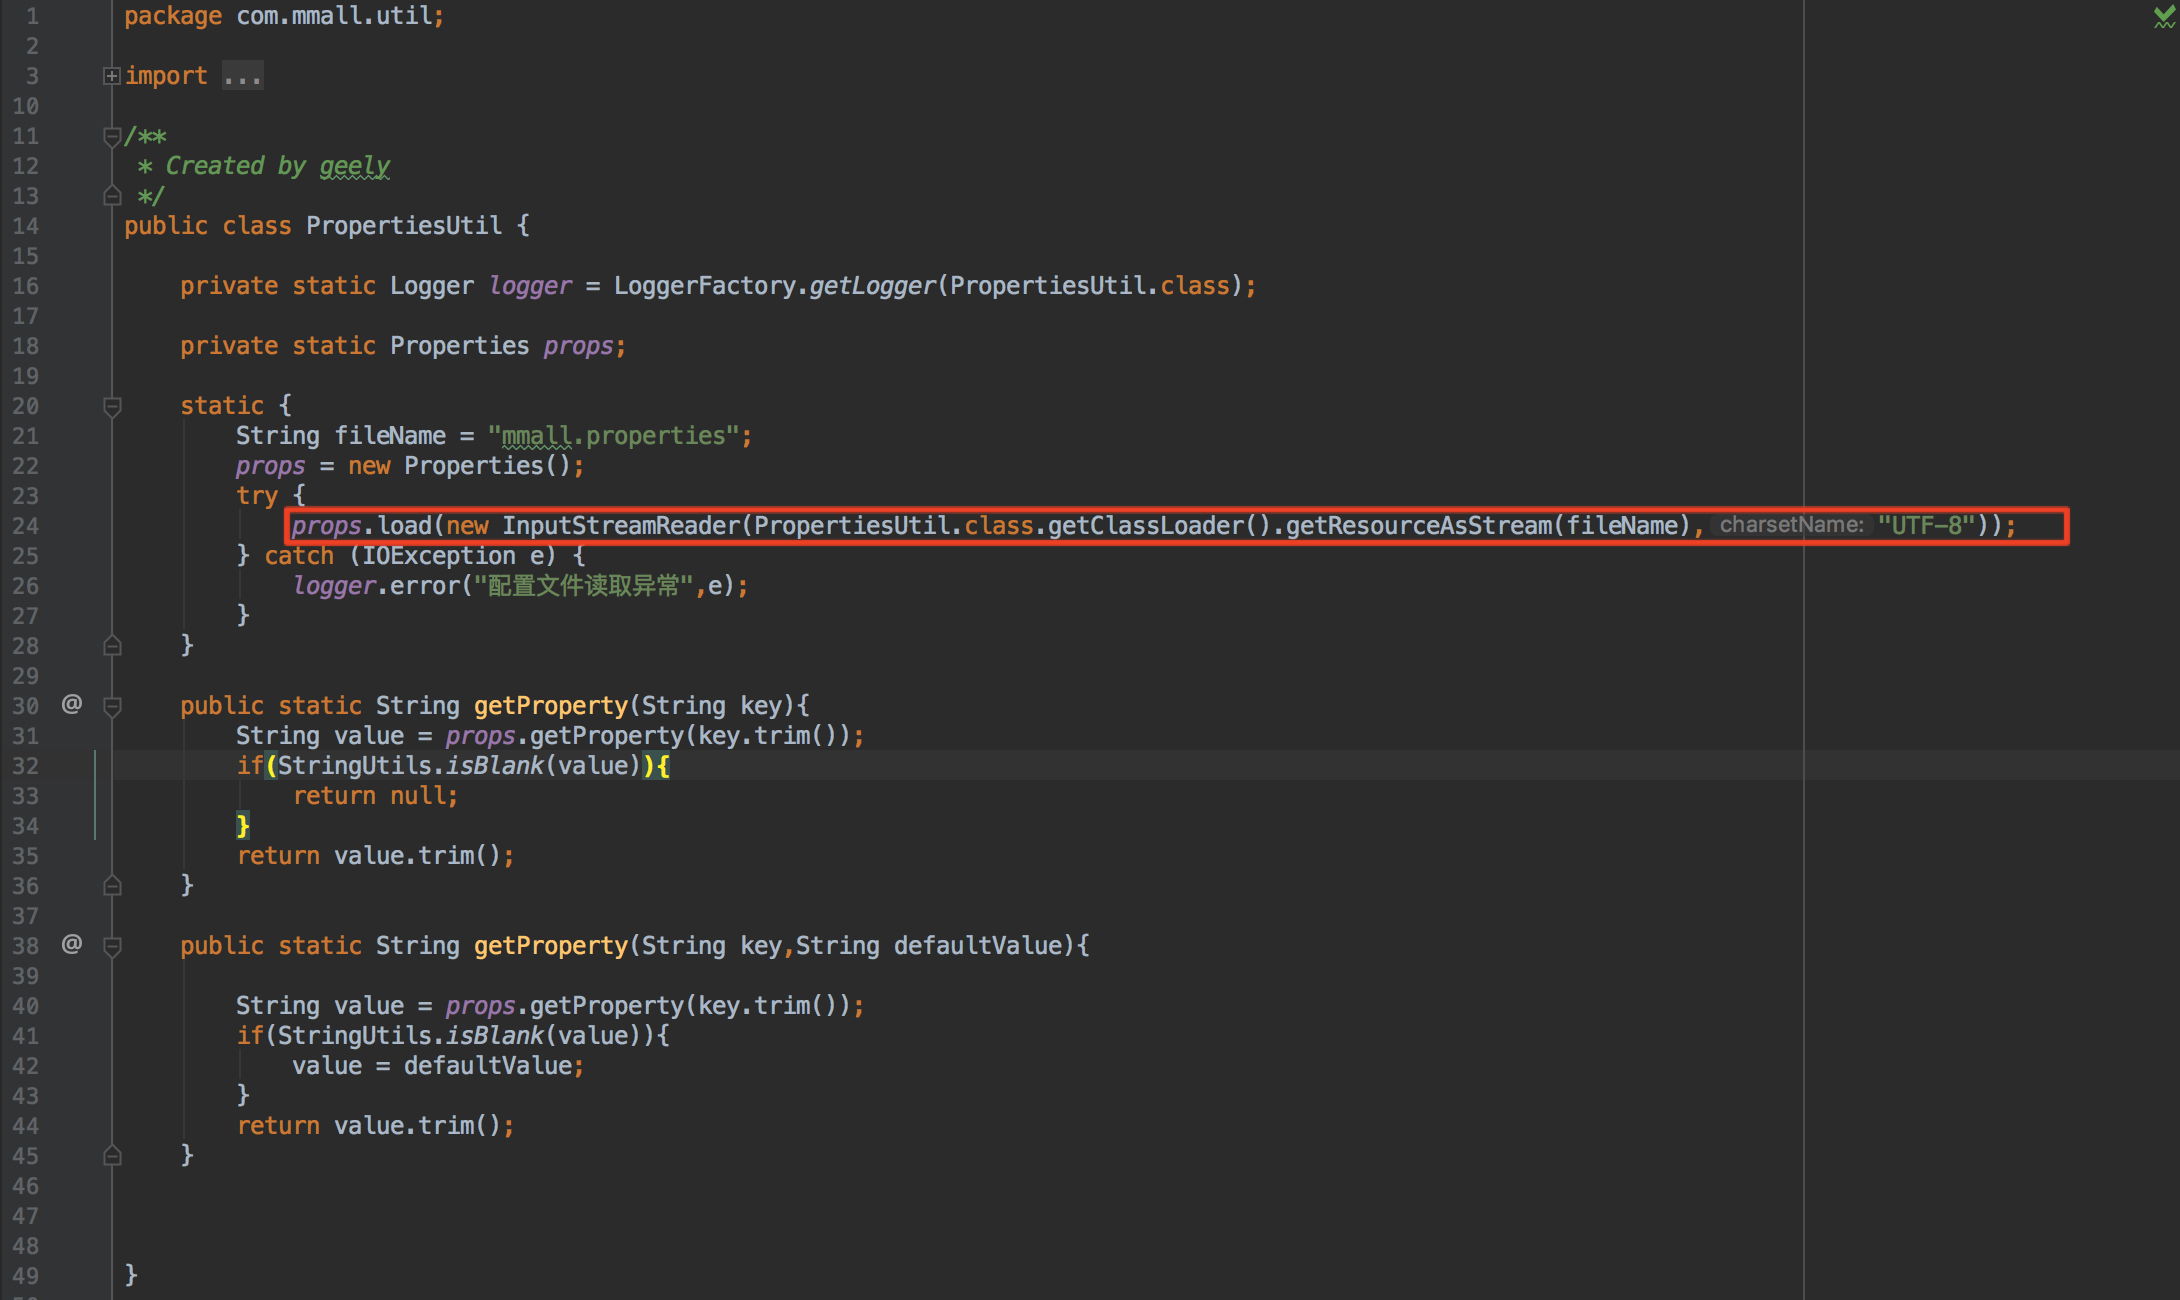 1 package com.mmall.util;
2
3 import ...
10
11 /**
12 * Created by geely
13 */
14 public class PropertiesUtil {
15
16 private static Logger logger = LoggerFactory.getLogger(PropertiesUtil.class);
17
18 private static Properties props;
19
20 static {
21 String fileName = "mmall.properties";
22 props = new Properties();
23 try {
24 props.load(new InputStreamReader(PropertiesUtil.class.getClassLoader().getResourceAsStream(fileName), charsetName: "UTF-8"));
25 } catch (IOException e) {
26 logger.error("配置文件读取异常",e);
27 }
28 }
29
30 @ public static String getProperty(String key){
31 String value = props.getProperty(key.trim());
32 if(StringUtils.isBlank(value)){
33 return null;
34 }
35 return value.trim();
36 }
37
38 @ public static String getProperty(String key,String defaultValue){
39
40 String value = props.getProperty(key.trim());
41 if(StringUtils.isBlank(value)){
42 value = defaultValue;
43 }
44 return value.trim();
45 }
46
47
48
49 }